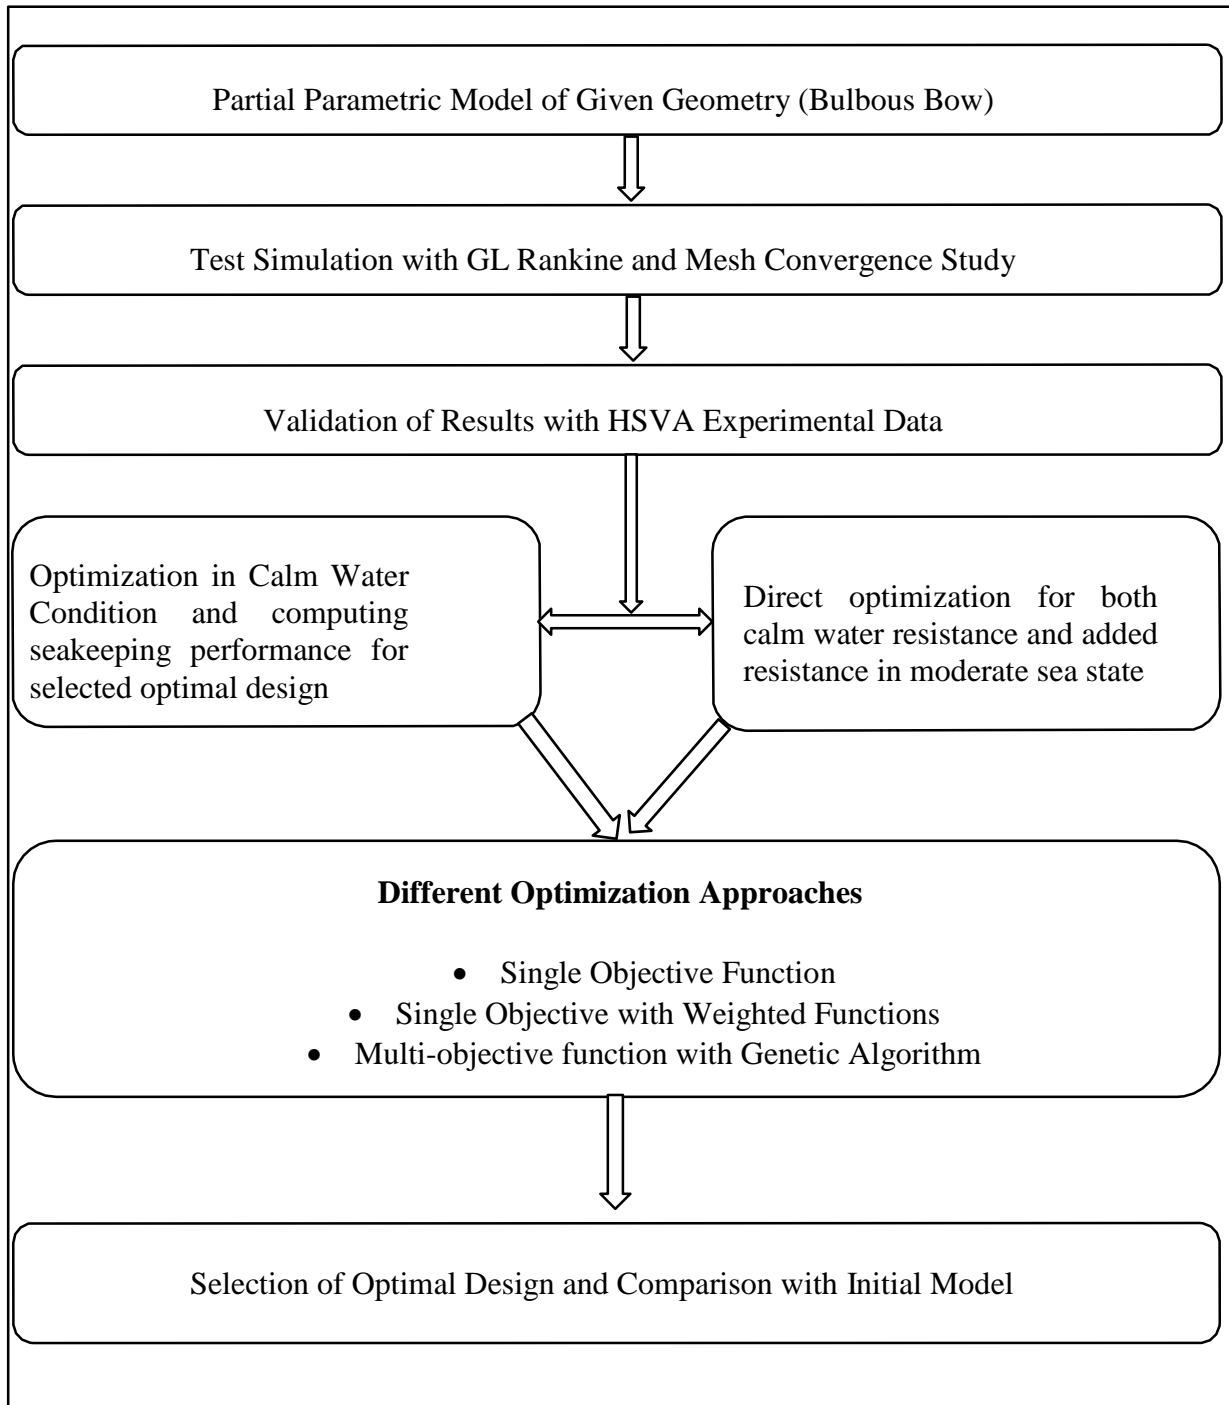 Partial Parametric Model of Given Geometry (Bulbous Bow)
Test Simulation with GL Rankine and Mesh Convergence Study
Validation of Results with HSVA Experimental Data
Optimization in Calm Water
Condition and computing
seakeeping performance for
selected optimal design
Direct optimization for both
calm water resistance and added
resistance in moderate sea state
Different Optimization Approaches
• Single Objective Function
• Single Objective with Weighted Functions
• Multi-objective function with Genetic Algorithm
Selection of Optimal Design and Comparison with Initial Model